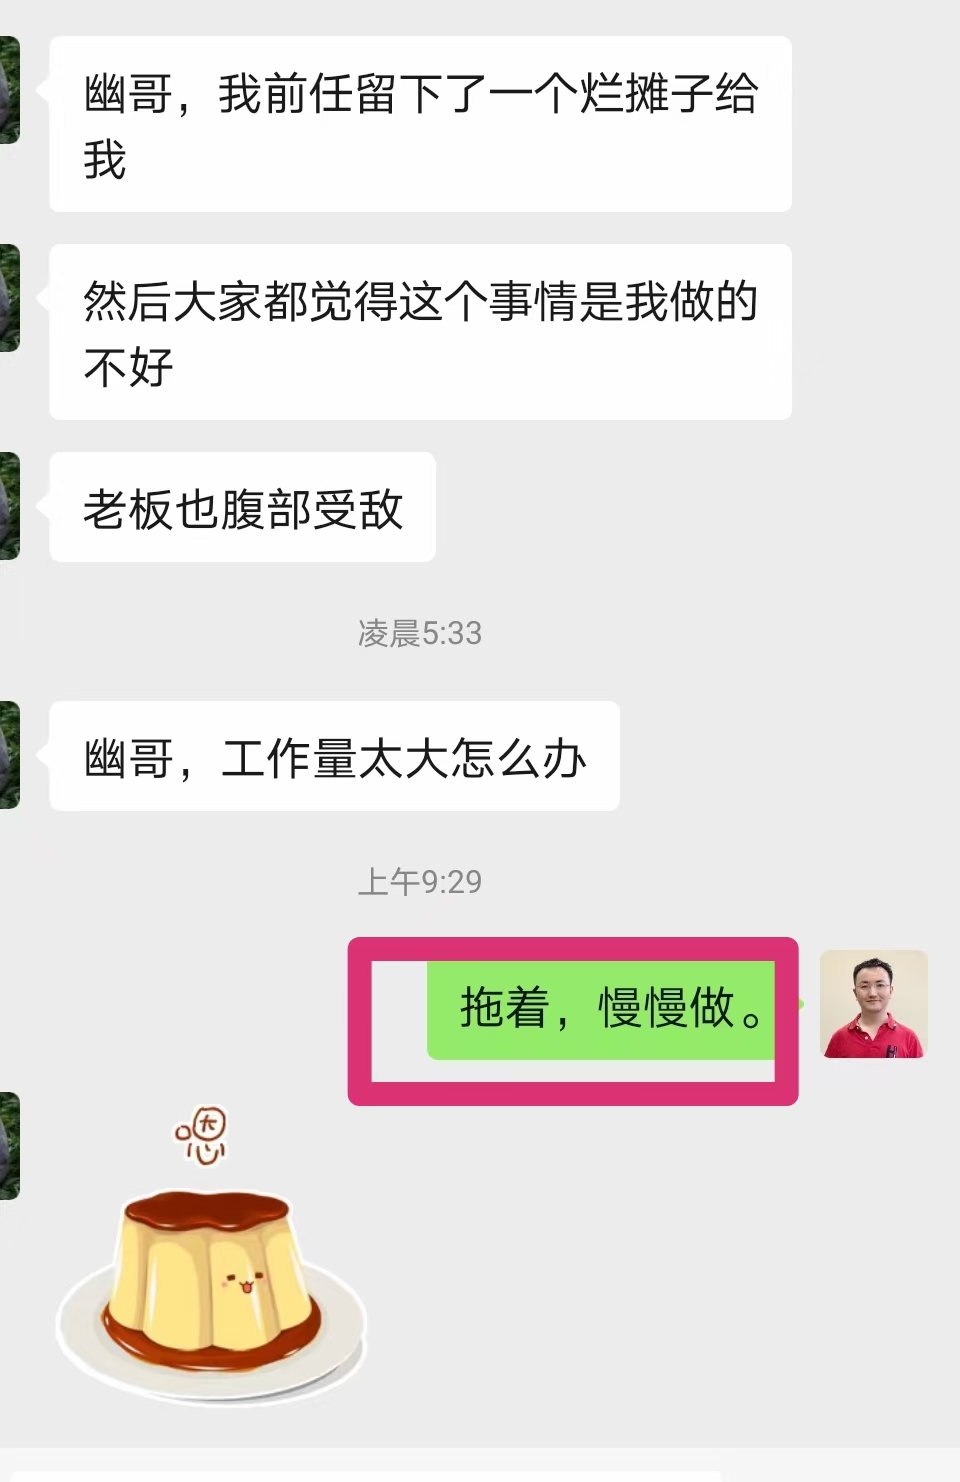 幽哥，我前任留下了一个烂摊子给
我
然后大家都觉得这个事情是我做的
不好
老板也腹部受敌
凌晨5:33
幽哥，工作量太大怎么办
上午9:29
拖着，慢慢做。
嗯